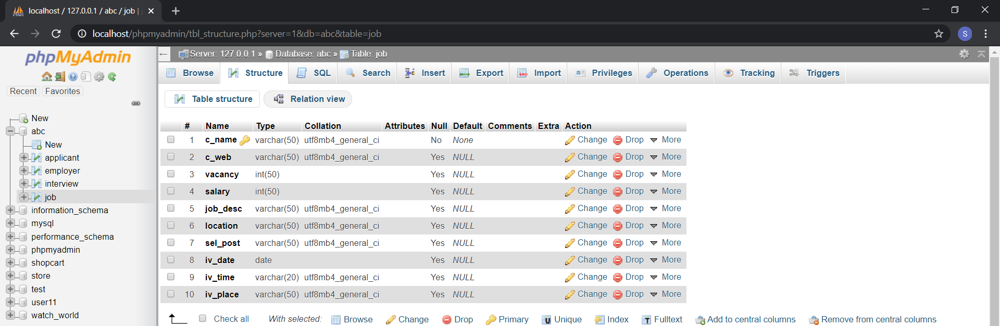 localhost / 127.0.0.1 / abc / job |
localhost/phpmyadmin/tbl_structure.php?server=1&db=abc&table=job
S
phpMyAdmin
Recent Favorites
New
abc
New
applicant
employer
interview
job
information_schema
mysql
performance_schema
phpmyadmin
shopcart
store
test
user11
watch_world
Server: 127.0.0.1 » Database: abc » Table: job
Browse Structure SQL Search Insert Export Import Privileges Operations Tracking Triggers
Table structure Relation view
# Name Type Collation Attributes Null Default Comments Extra Action
1 c_name varchar(50) utf8mb4_general_ci No None Change Drop More
2 c_web varchar(50) utf8mb4_general_ci Yes NULL Change Drop More
3 vacancy int(50) Yes NULL Change Drop More
4 salary int(50) Yes NULL Change Drop More
5 job_desc varchar(50) utf8mb4_general_ci Yes NULL Change Drop More
6 location varchar(50) utf8mb4_general_ci Yes NULL Change Drop More
7 sel_post varchar(50) utf8mb4_general_ci Yes NULL Change Drop More
8 iv_date date Yes NULL Change Drop More
9 iv_time varchar(20) utf8mb4_general_ci Yes NULL Change Drop More
10 iv_place varchar(50) utf8mb4_general_ci Yes NULL Change Drop More
Check all With selected: Browse Change Drop Primary Unique Index Fulltext Add to central columns Remove from central columns